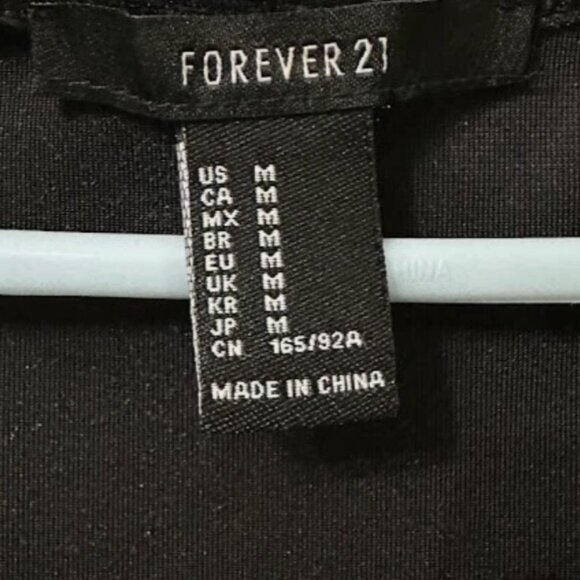 FOREVER 21
US M
CA M
MX M
BR M
EU M
UK M
KR M
JP M
CN 165/92A
MADE IN CHINA